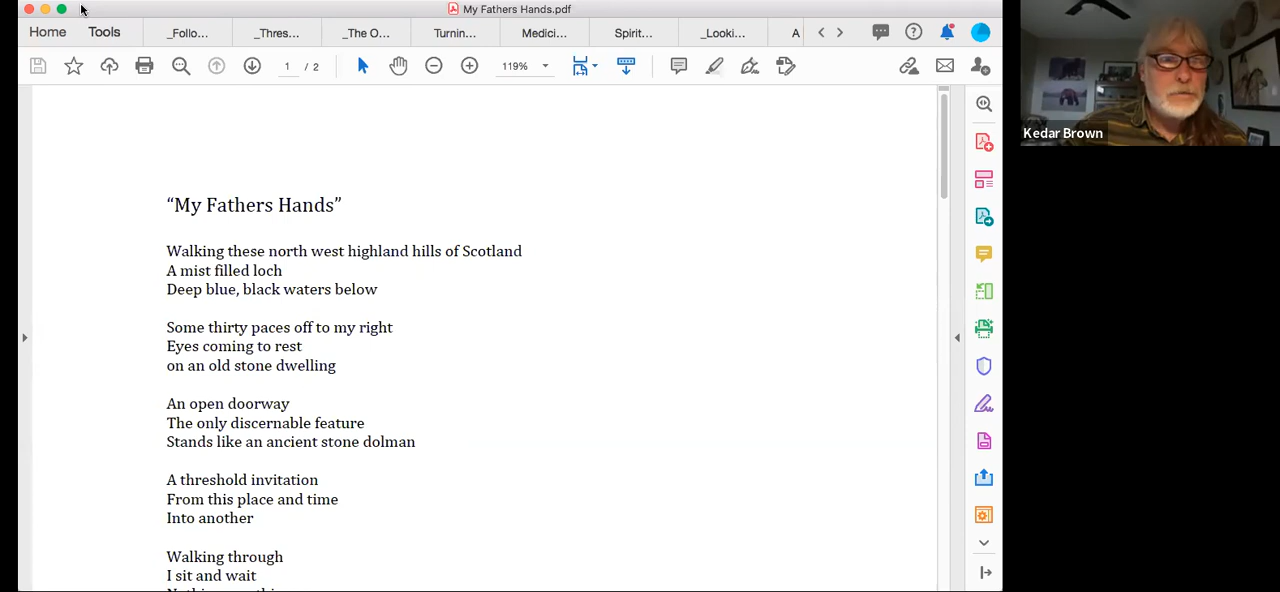 My Fathers Hands.pdf
Home
Tools
_Follo...
_Thres...
_The O...
Turnin...
Medici...
Spirit...
_Looki...
A
1 / 2
119%
“My Fathers Hands”
Walking these north west highland hills of Scotland
A mist filled loch
Deep blue, black waters below
Some thirty paces off to my right
Eyes coming to rest
on an old stone dwelling
An open doorway
The only discernable feature
Stands like an ancient stone dolman
A threshold invitation
From this place and time
Into another
Walking through
I sit and wait
Kedar Brown